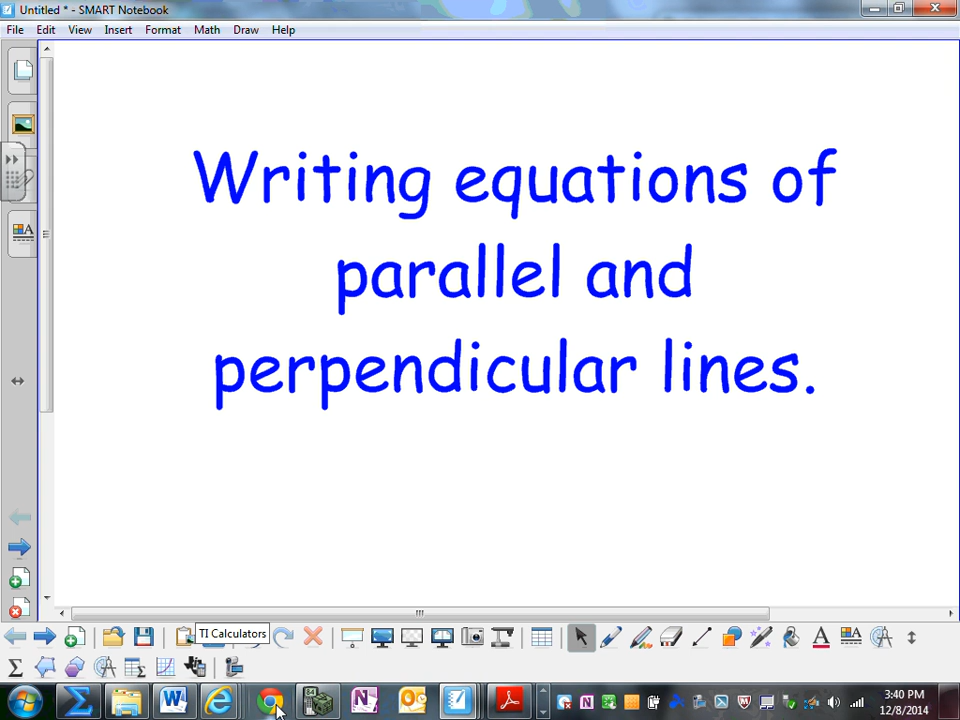 Untitled * - SMART Notebook
File Edit View Insert Format Math Draw Help
Writing equations of
parallel and
perpendicular lines.
TI Calculators
3:40 PM
12/8/2014